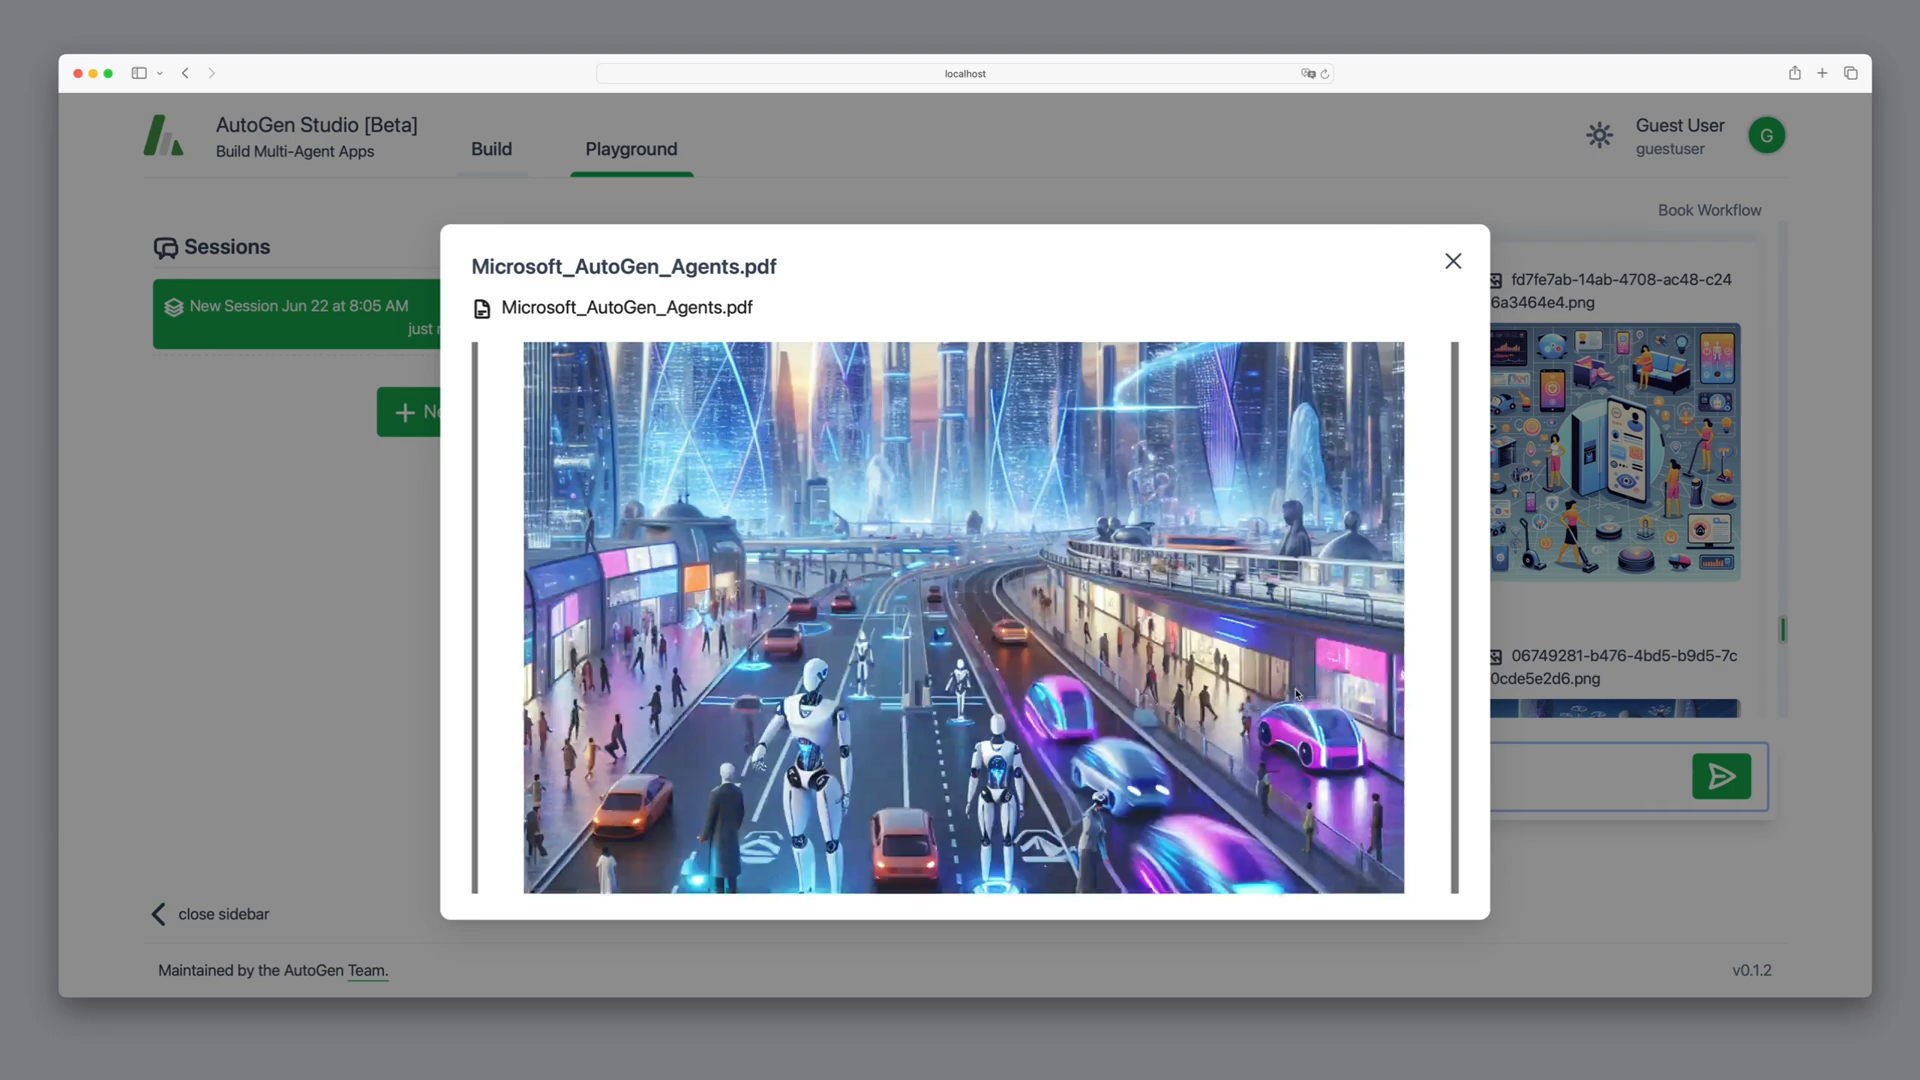 localhost
AutoGen Studio [Beta]
Build Multi-Agent Apps
Build
Playground
Guest User
guestuser
G
Book Workflow
Sessions
New Session Jun 22 at 8:05 AM
just
Microsoft_AutoGen_Agents.pdf
Microsoft_AutoGen_Agents.pdf
fd7fe7ab-14ab-4708-ac48-c24
6a3464e4.png
06749281-b476-4bd5-b9d5-7c
0cde5e2d6.png
close sidebar
Maintained by the AutoGen Team.
v0.1.2